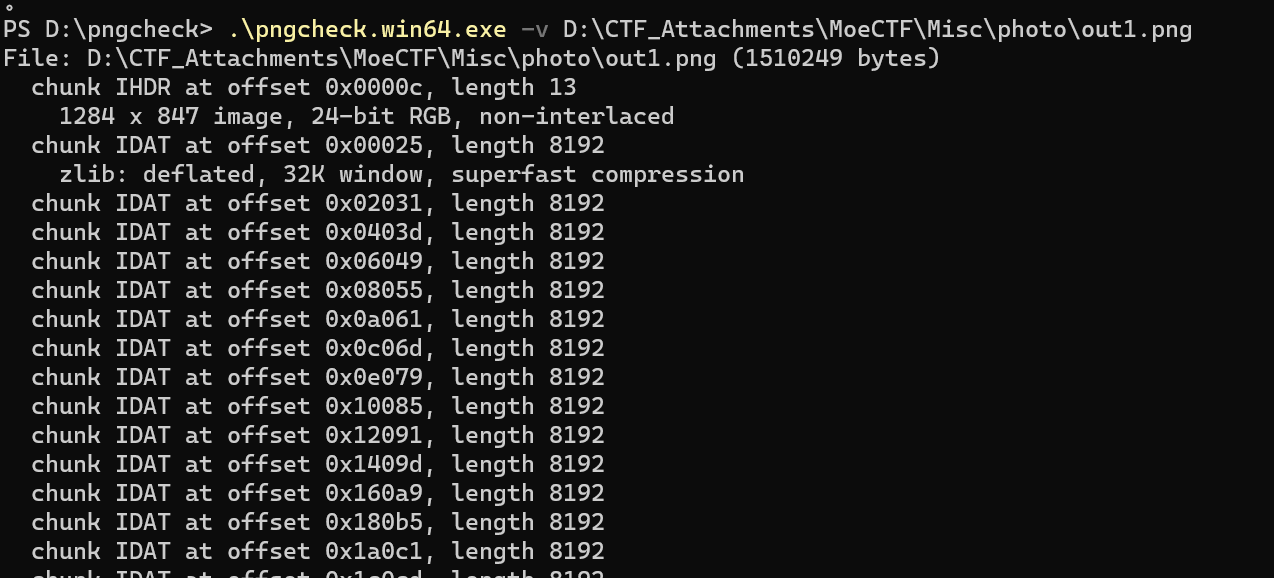 。
PS D:\pngcheck> .\pngcheck.win64.exe -v D:\CTF_Attachments\MoeCTF\Misc\photo\out1.png
File: D:\CTF_Attachments\MoeCTF\Misc\photo\out1.png (1510249 bytes)
  chunk IHDR at offset 0x0000c, length 13
    1284 x 847 image, 24-bit RGB, non-interlaced
  chunk IDAT at offset 0x00025, length 8192
    zlib: deflated, 32K window, superfast compression
  chunk IDAT at offset 0x02031, length 8192
  chunk IDAT at offset 0x0403d, length 8192
  chunk IDAT at offset 0x06049, length 8192
  chunk IDAT at offset 0x08055, length 8192
  chunk IDAT at offset 0x0a061, length 8192
  chunk IDAT at offset 0x0c06d, length 8192
  chunk IDAT at offset 0x0e079, length 8192
  chunk IDAT at offset 0x10085, length 8192
  chunk IDAT at offset 0x12091, length 8192
  chunk IDAT at offset 0x1409d, length 8192
  chunk IDAT at offset 0x160a9, length 8192
  chunk IDAT at offset 0x180b5, length 8192
  chunk IDAT at offset 0x1a0c1, length 8192
  chunk IDAT at offset 0x1c0cd, length 8192